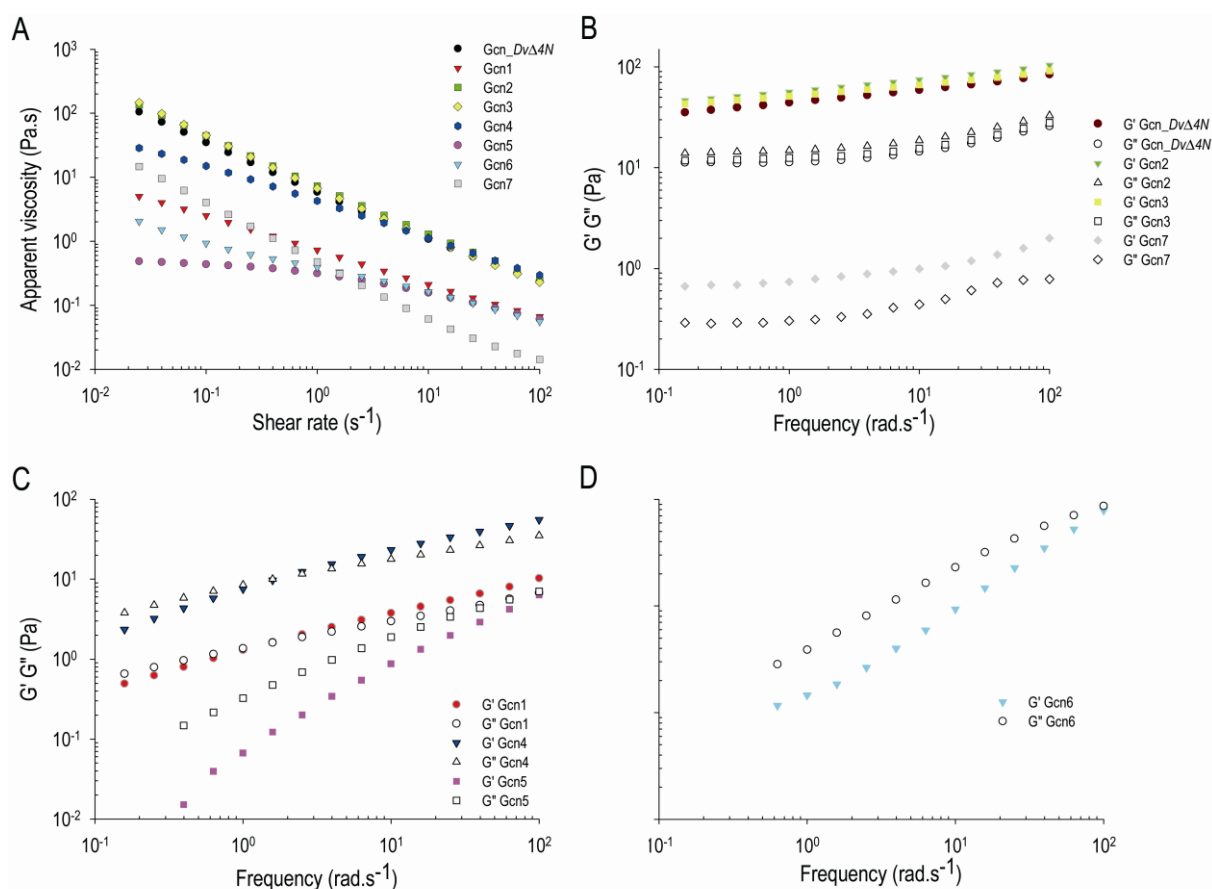 A
Apparent viscosity (Pa.s)
10³
10²
10¹
10⁰
10⁻¹
10⁻²
10⁻²
10⁻¹
10⁰
10¹
10²
Shear rate (s⁻¹)
Gcn_DvΔ4N
Gcn1
Gcn2
Gcn3
Gcn4
Gcn5
Gcn6
Gcn7
B
G' G" (Pa)
10²
10¹
10⁰
10⁻¹
10⁻¹
10⁰
10¹
10²
Frequency (rad.s⁻¹)
G' Gcn_DvΔ4N
G" Gcn_DvΔ4N
G' Gcn2
G" Gcn2
G' Gcn3
G" Gcn3
G' Gcn7
G" Gcn7
C
G' G" (Pa)
10²
10¹
10⁰
10⁻¹
10⁻²
10⁻¹
10⁰
10¹
10²
Frequency (rad.s⁻¹)
G' Gcn1
G" Gcn1
G' Gcn4
G" Gcn4
G' Gcn5
G" Gcn5
D
10⁻¹
10⁰
10¹
10²
Frequency (rad.s⁻¹)
G' Gcn6
G" Gcn6